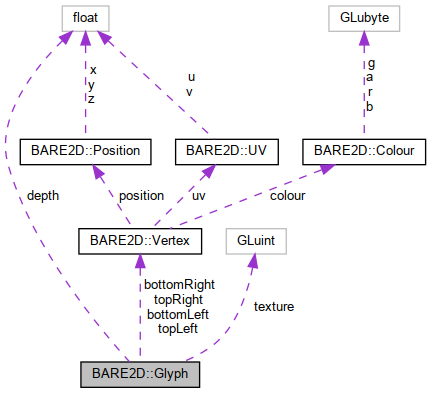 float
GLubyte
x
y
z
u
v
g
a
r
b
BARE2D::Position
BARE2D::UV
BARE2D::Colour
depth
position
uv
colour
BARE2D::Vertex
GLuint
bottomRight
topRight
bottomLeft
topLeft
texture
BARE2D::Glyph